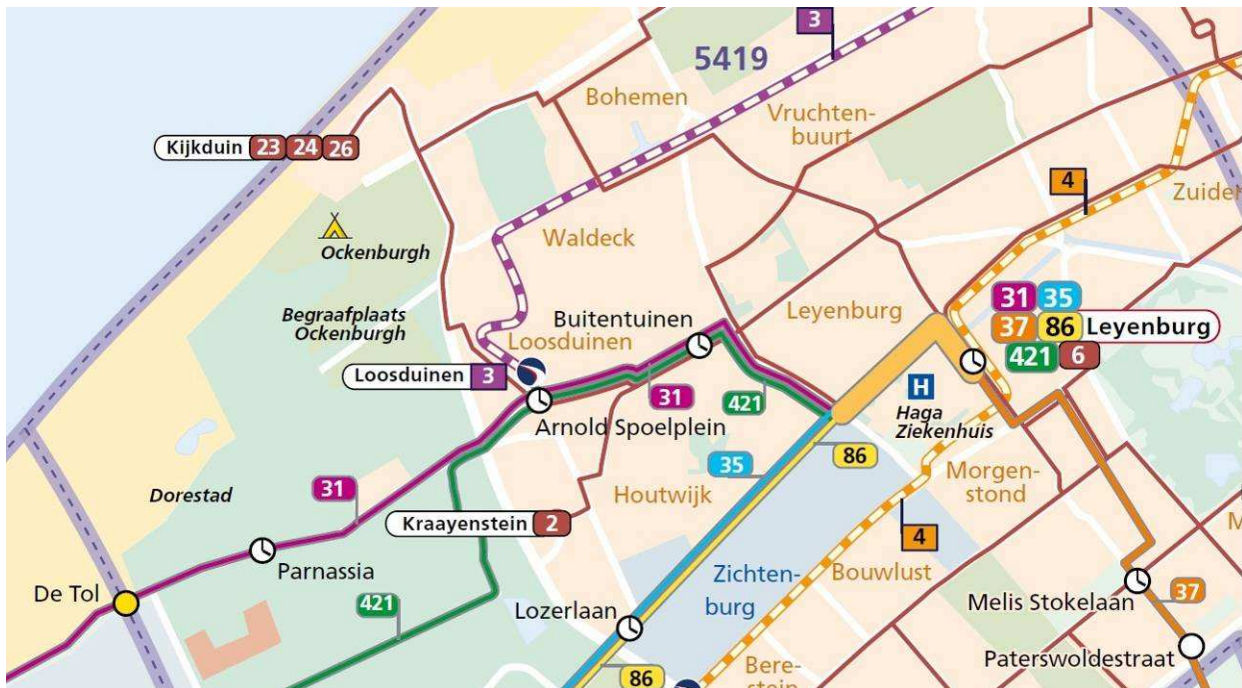 3
5419
Bohemen
Vruchten-
buurt
Kijkduin 23 24 26
4
Zuider
Ockenburgh
Waldeck
Begraafplaats
Ockenburgh
Buitentuinen
Loosduinen
Leyenburg
31 35
37 86 Leyenburg
421 6
Loosduinen 3
31
421
H
Haga
Ziekenhuis
Arnold Spoelplein
86
35
Houtwijk
Morgen-
stond
M
Dorestad
31
Kraayenstein 2
4
Parnassia
Zichten-
burg
Bouwlust
De Tol
421
Lozerlaan
Melis Stokelaan
37
Paterswoldestraat
86
Bere-
stein